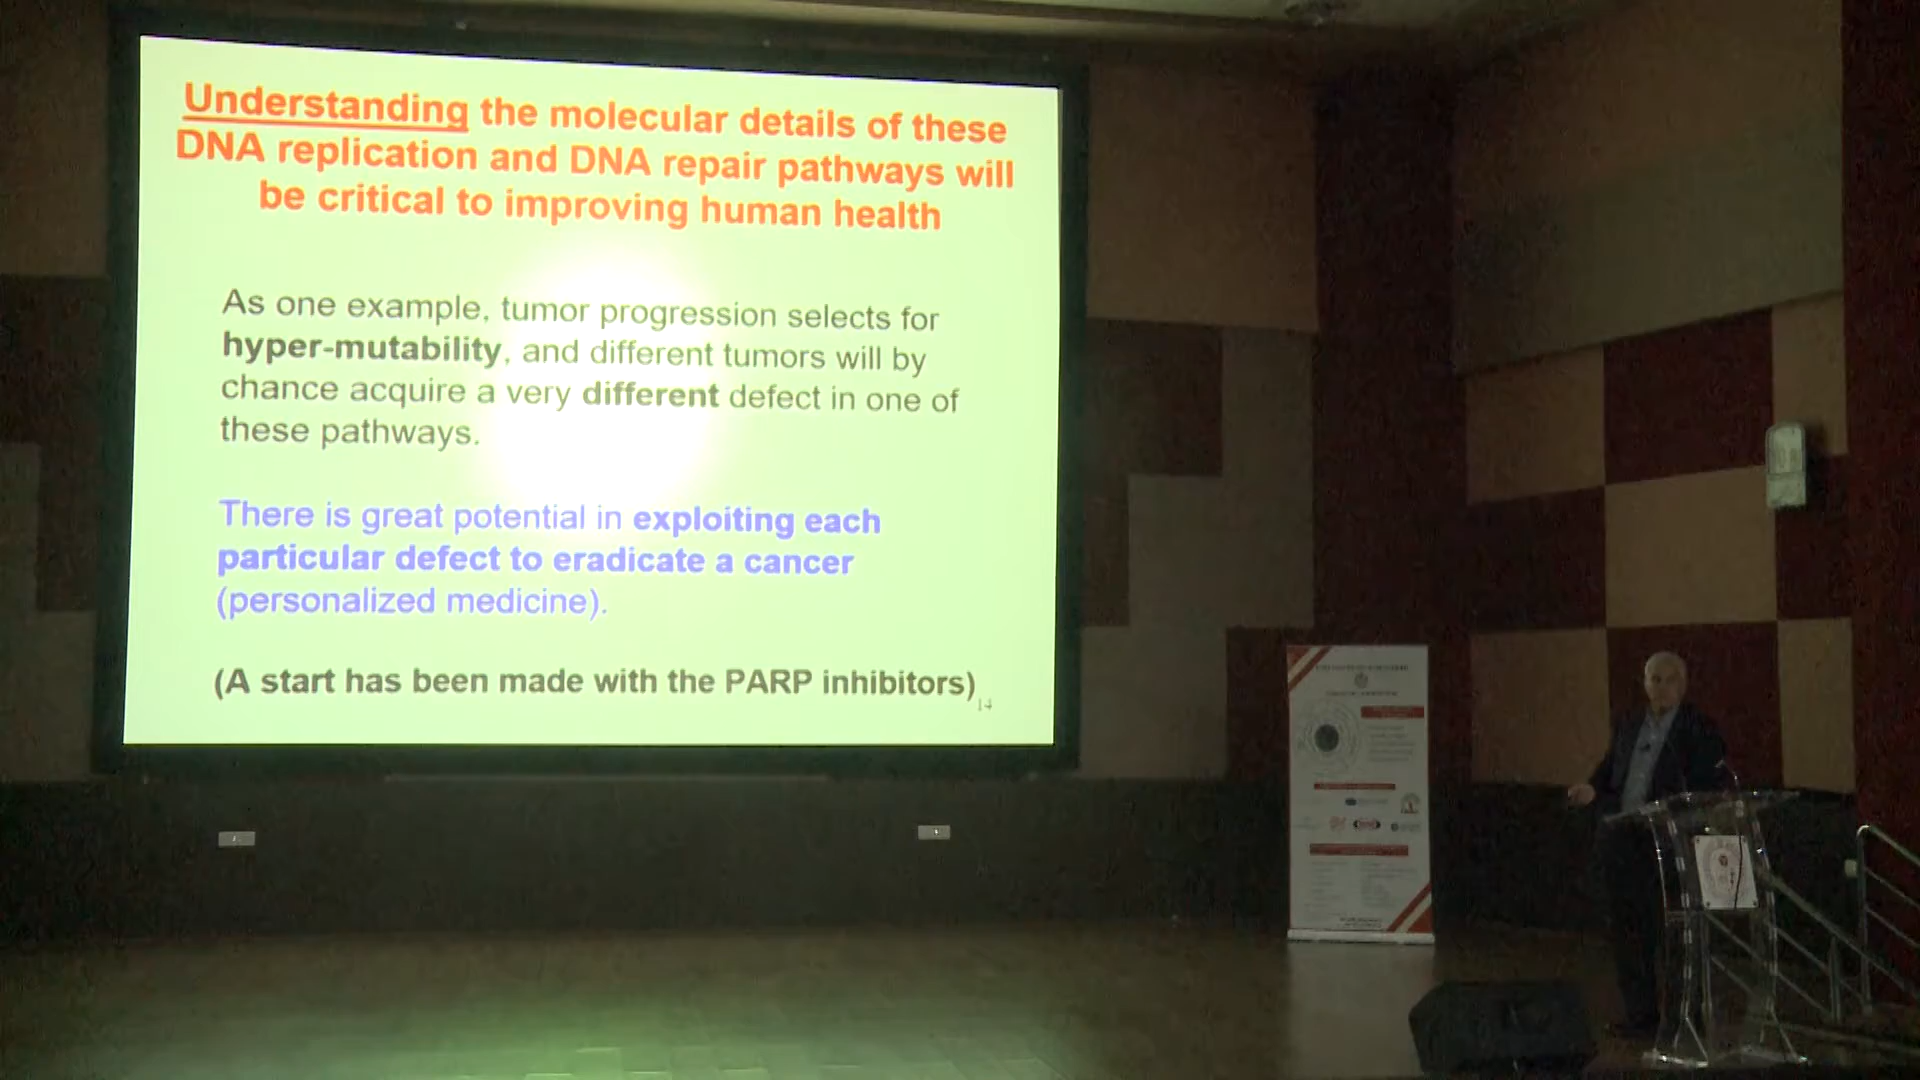 Understanding the molecular details of these
DNA replication and DNA repair pathways will
be critical to improving human health
As one example, tumor progression selects for
hyper-mutability, and different tumors will by
chance acquire a very different defect in one of
these pathways.
There is great potential in exploiting each
particular defect to eradicate a cancer
(personalized medicine).
(A start has been made with the PARP inhibitors)
14